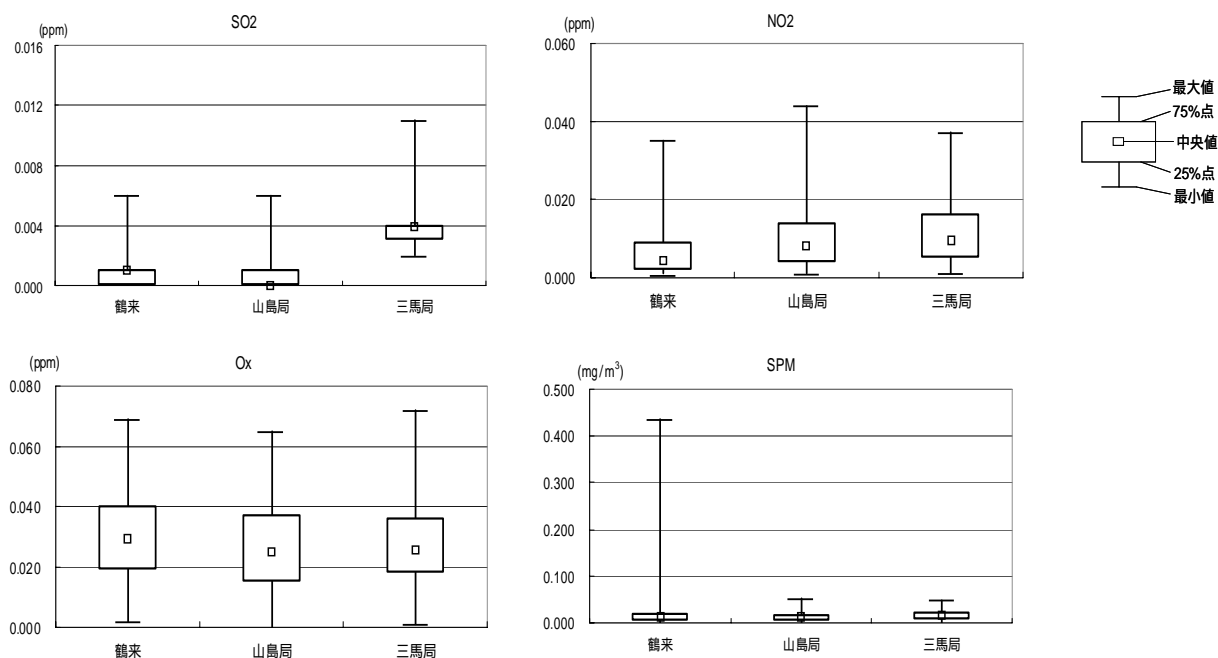 SO2
(ppm)
0.016
0.012
0.008
0.004
0.000
鶴来
山島局
三馬局
NO2
(ppm)
0.060
0.040
0.020
0.000
鶴来
山島局
三馬局
最大値
75%点
中央値
25%点
最小値
Ox
(ppm)
0.080
0.060
0.040
0.020
0.000
鶴来
山島局
三馬局
SPM
(mg/m³)
0.500
0.400
0.300
0.200
0.100
0.000
鶴来
山島局
三馬局